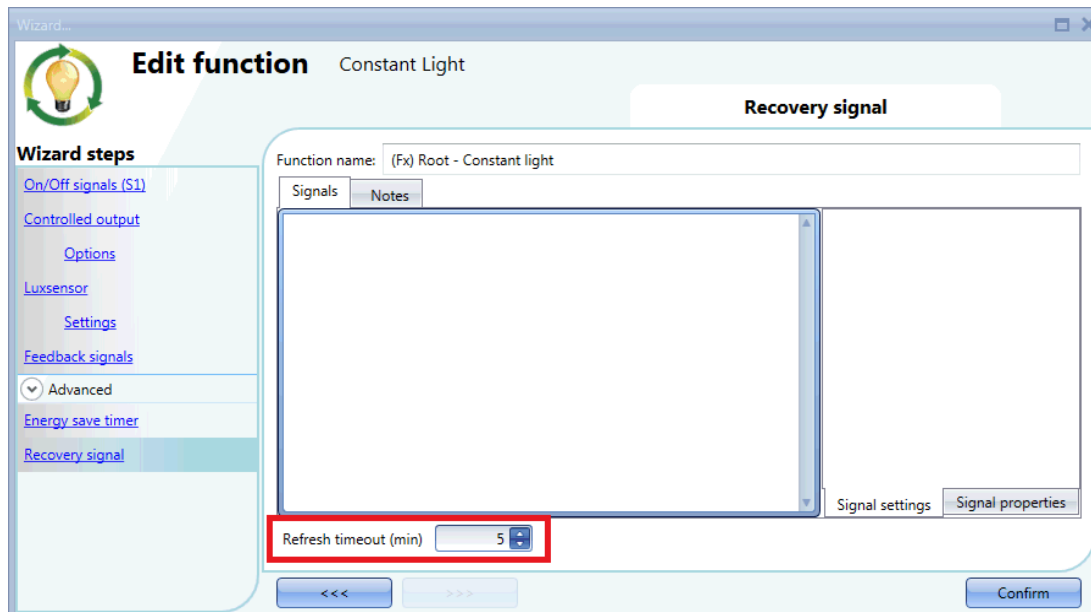 Wizard...
Edit function Constant Light
Recovery signal
Wizard steps
On/Off signals (S1)
Controlled output
Options
Luxsensor
Settings
Feedback signals
Advanced
Energy save timer
Recovery signal
Function name: (Fx) Root - Constant light
Signals Notes
Signal settings Signal properties
Refresh timeout (min) 5
<<< >>> Confirm